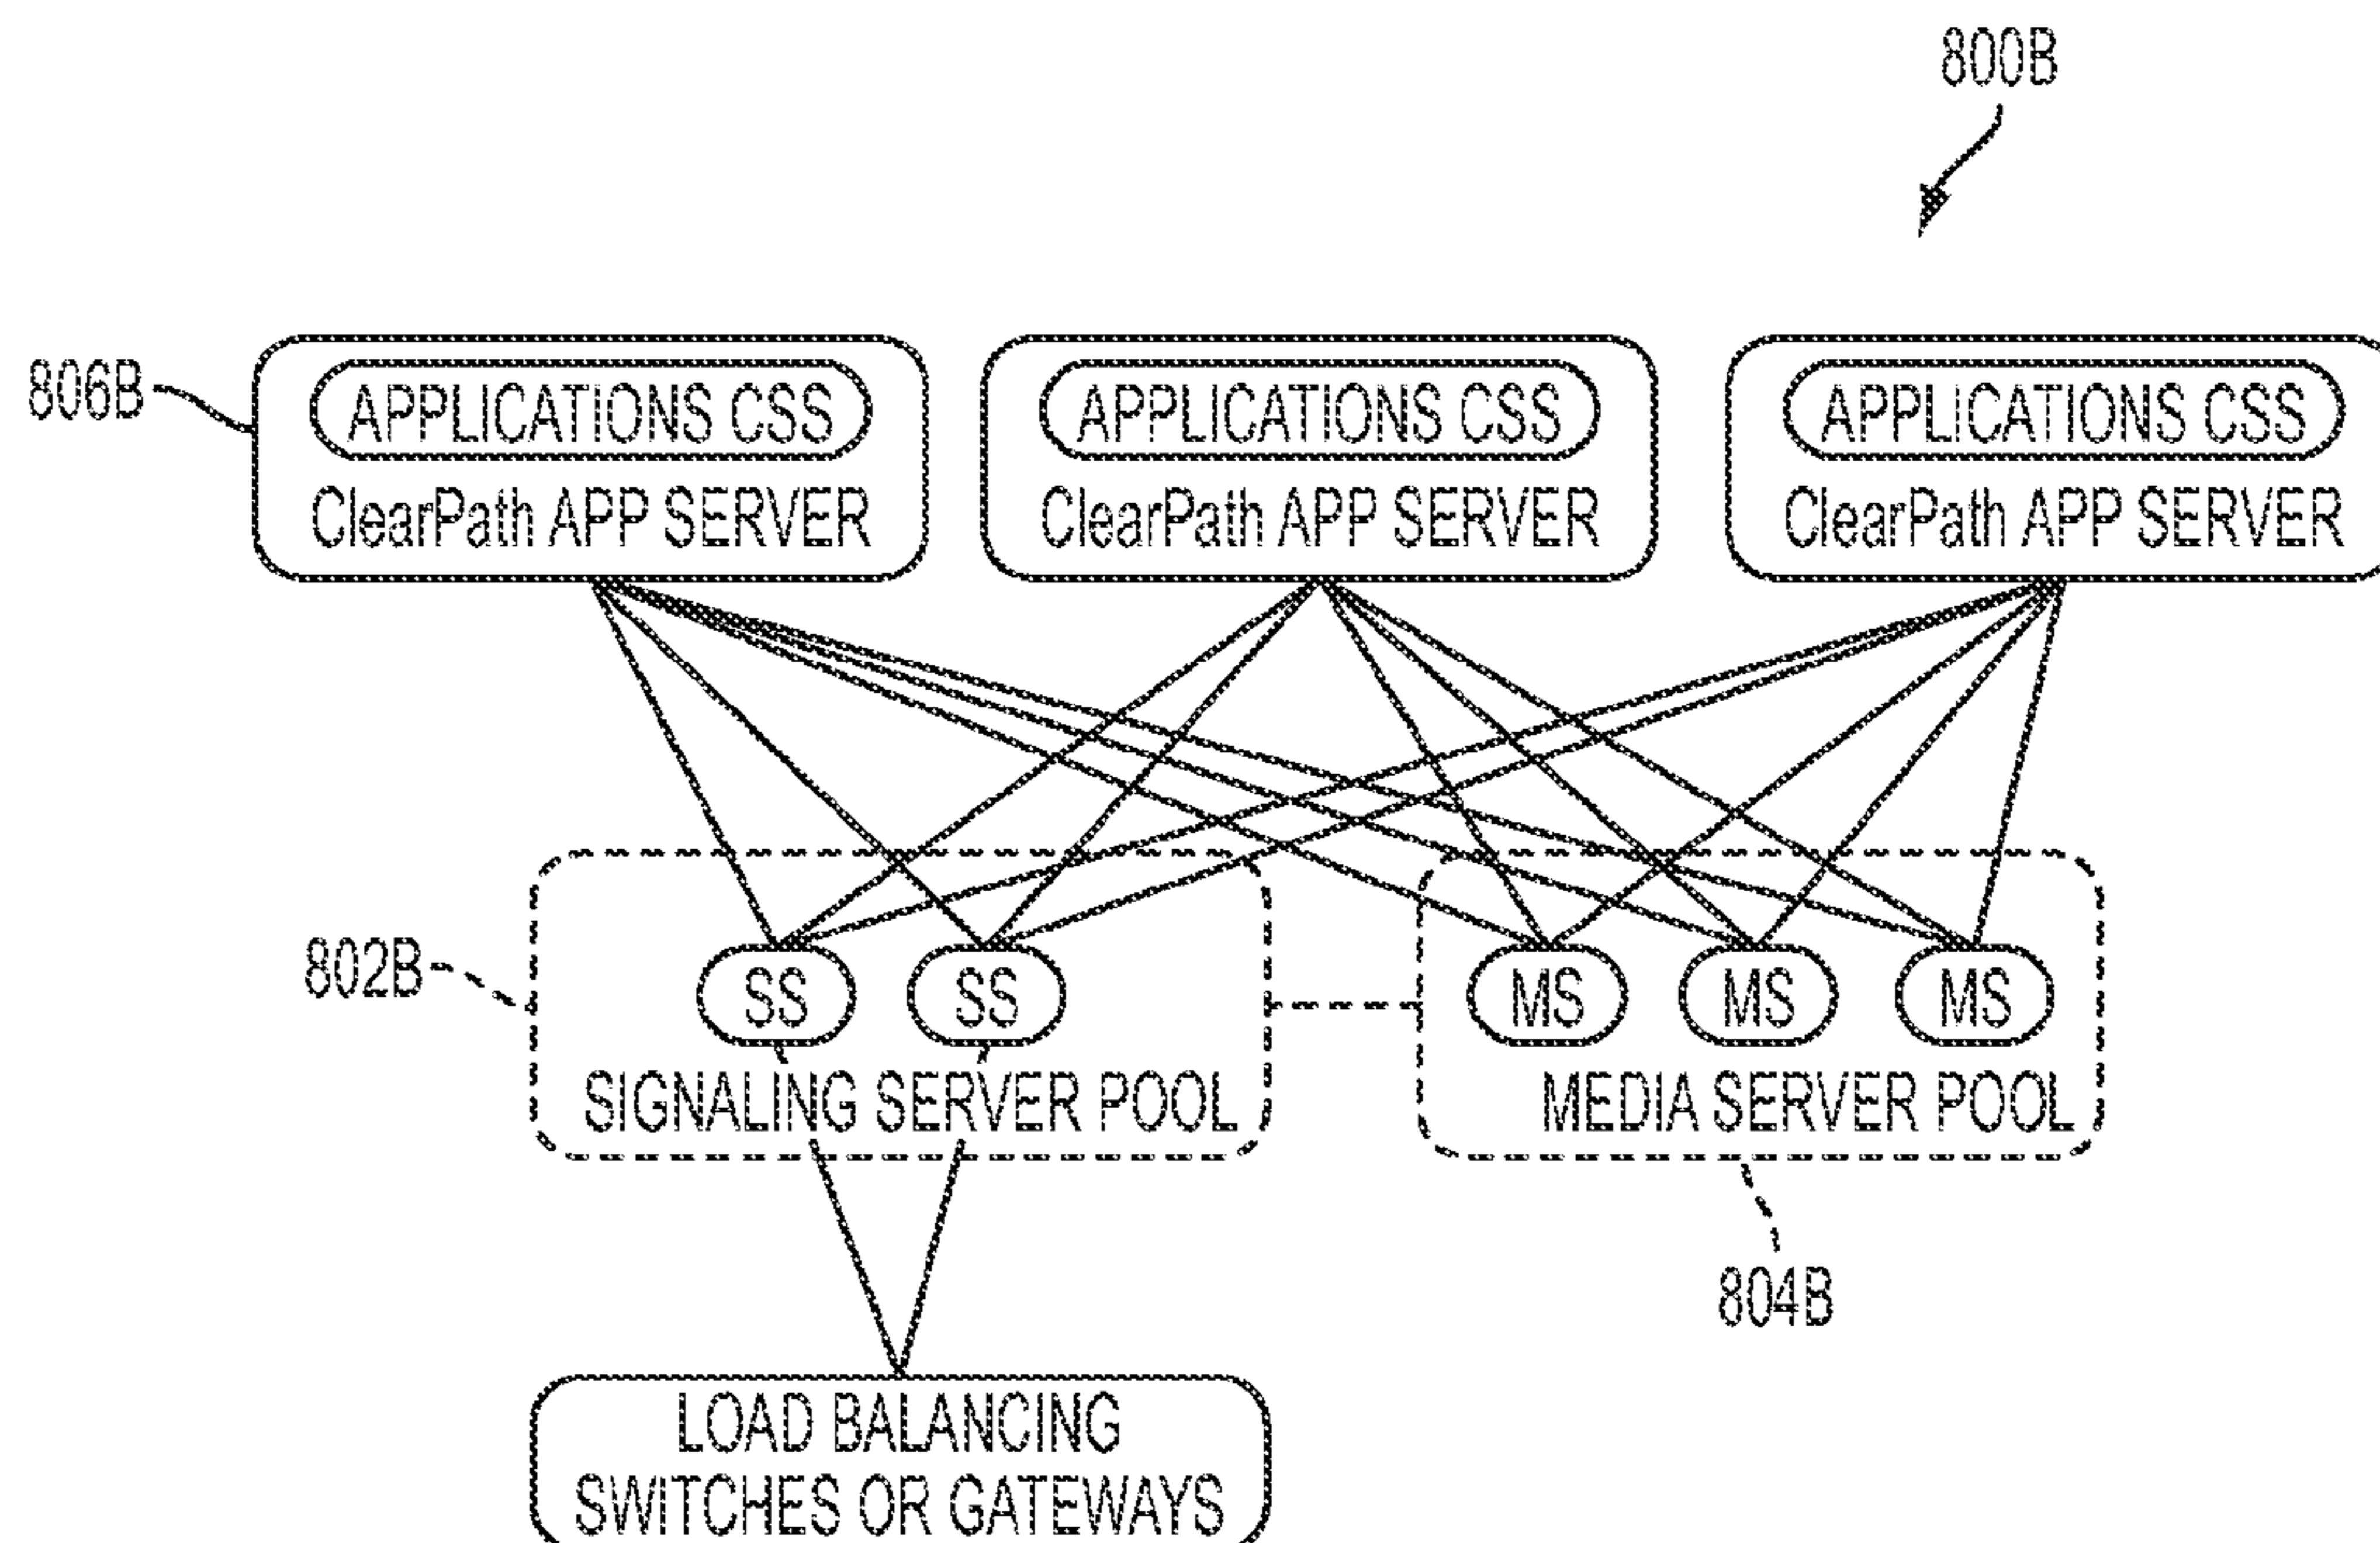 800B
806B
APPLICATIONS CSS
ClearPath APP SERVER
APPLICATIONS CSS
ClearPath APP SERVER
APPLICATIONS CSS
ClearPath APP SERVER
802B
SS
SS
SIGNALING SERVER POOL
MS
MS
MS
MEDIA SERVER POOL
804B
LOAD BALANCING
SWITCHES OR GATEWAYS